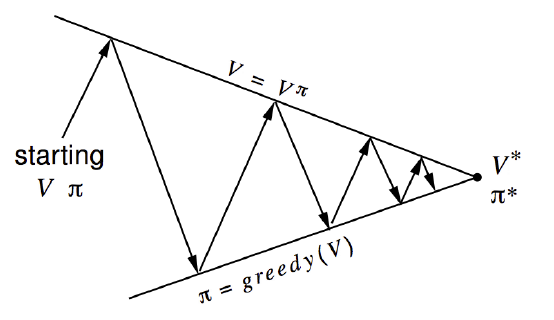 V = Vπ
starting
V π
V*
π*
π = greedy(V)